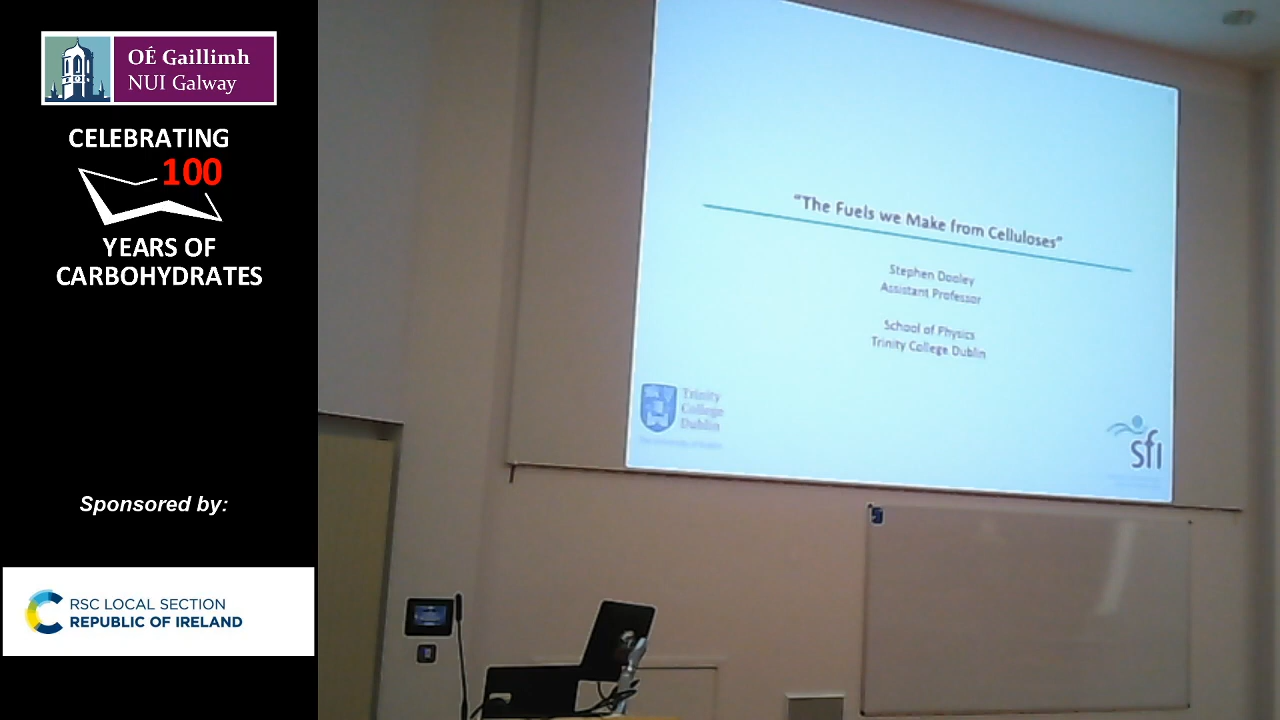 OÉ Gaillimh
NUI Galway
CELEBRATING
100
YEARS OF
CARBOHYDRATES
Sponsored by:
RSC LOCAL SECTION
REPUBLIC OF IRELAND
“The Fuels we Make from Celluloses”
Stephen Dooley
Assistant Professor
School of Physics
Trinity College Dublin
Trinity
College
Dublin
sfi